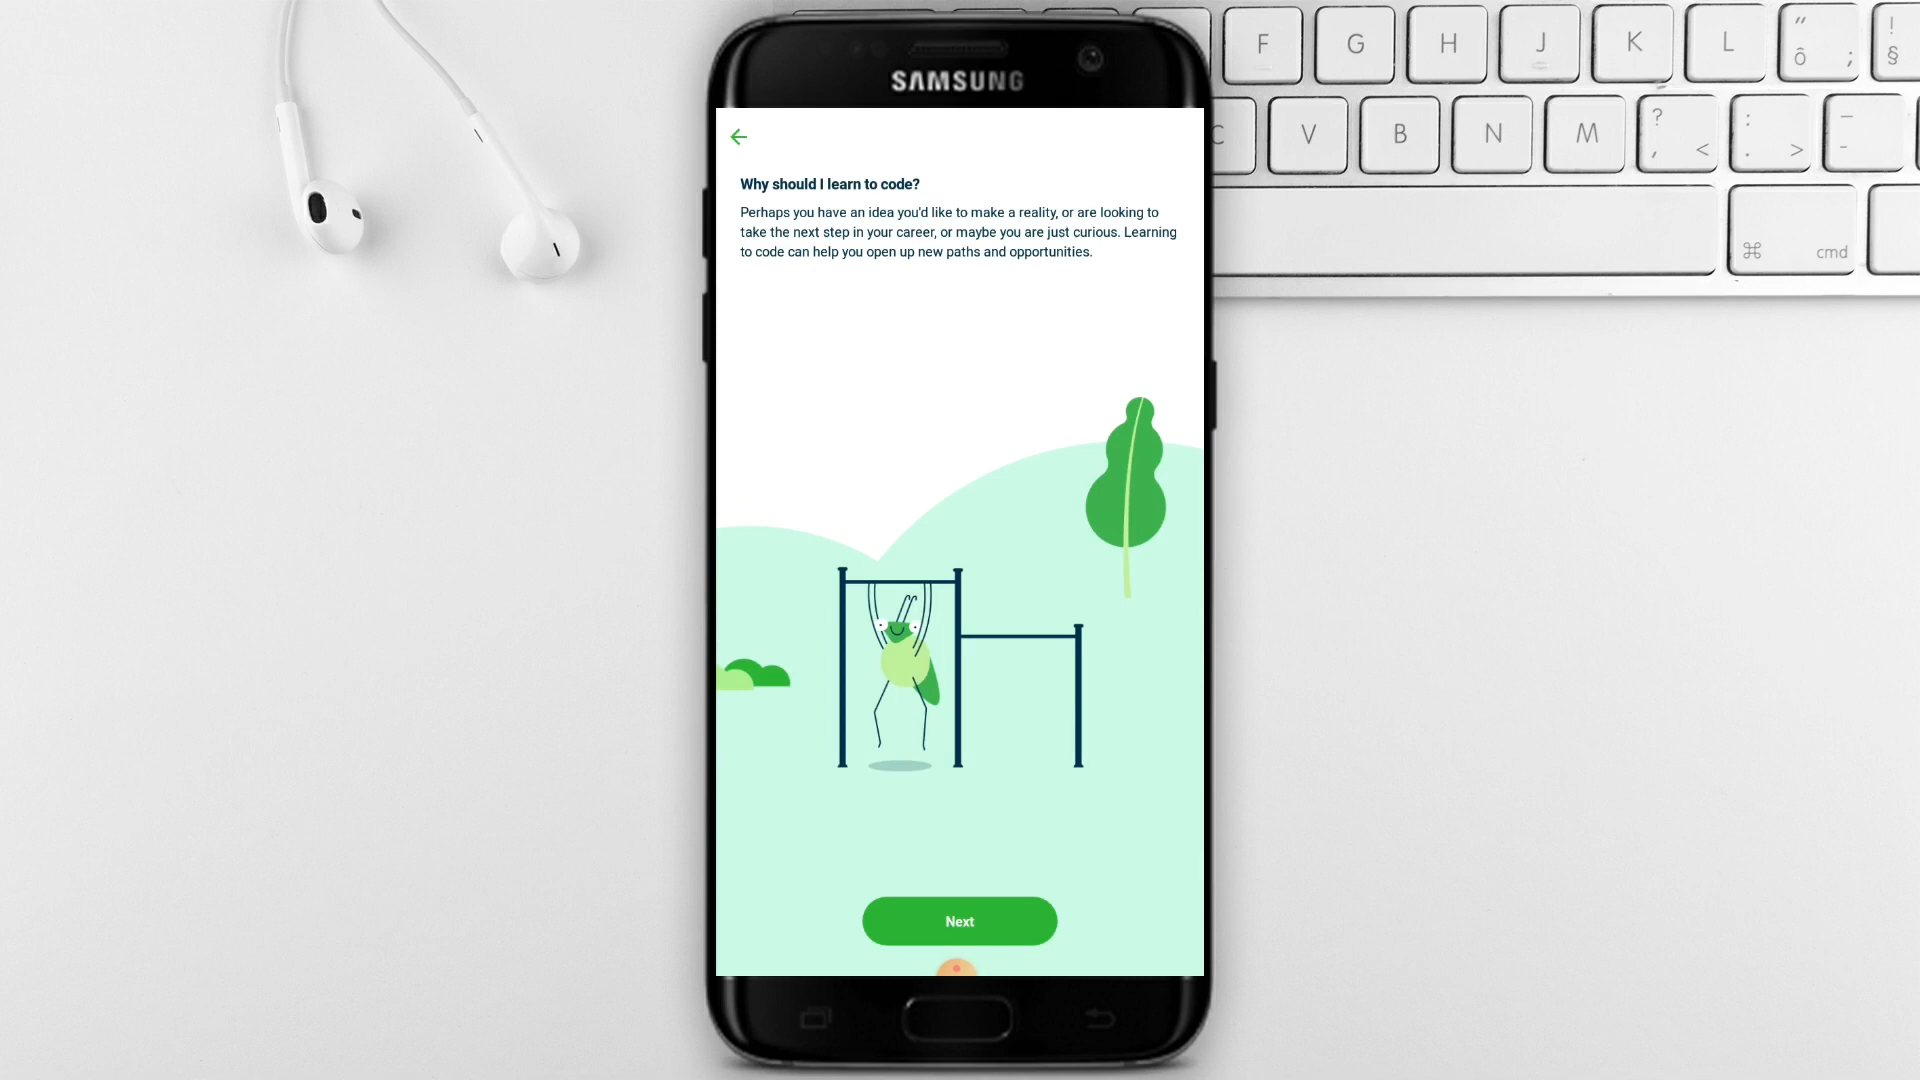 SAMSUNG
Why should I learn to code?
Perhaps you have an idea you'd like to make a reality, or are looking to
take the next step in your career, or maybe you are just curious. Learning
to code can help you open up new paths and opportunities.
Next
F G H J K L “ ô ; ! §
C V B N M ? , < : . > — -
⌘ cmd